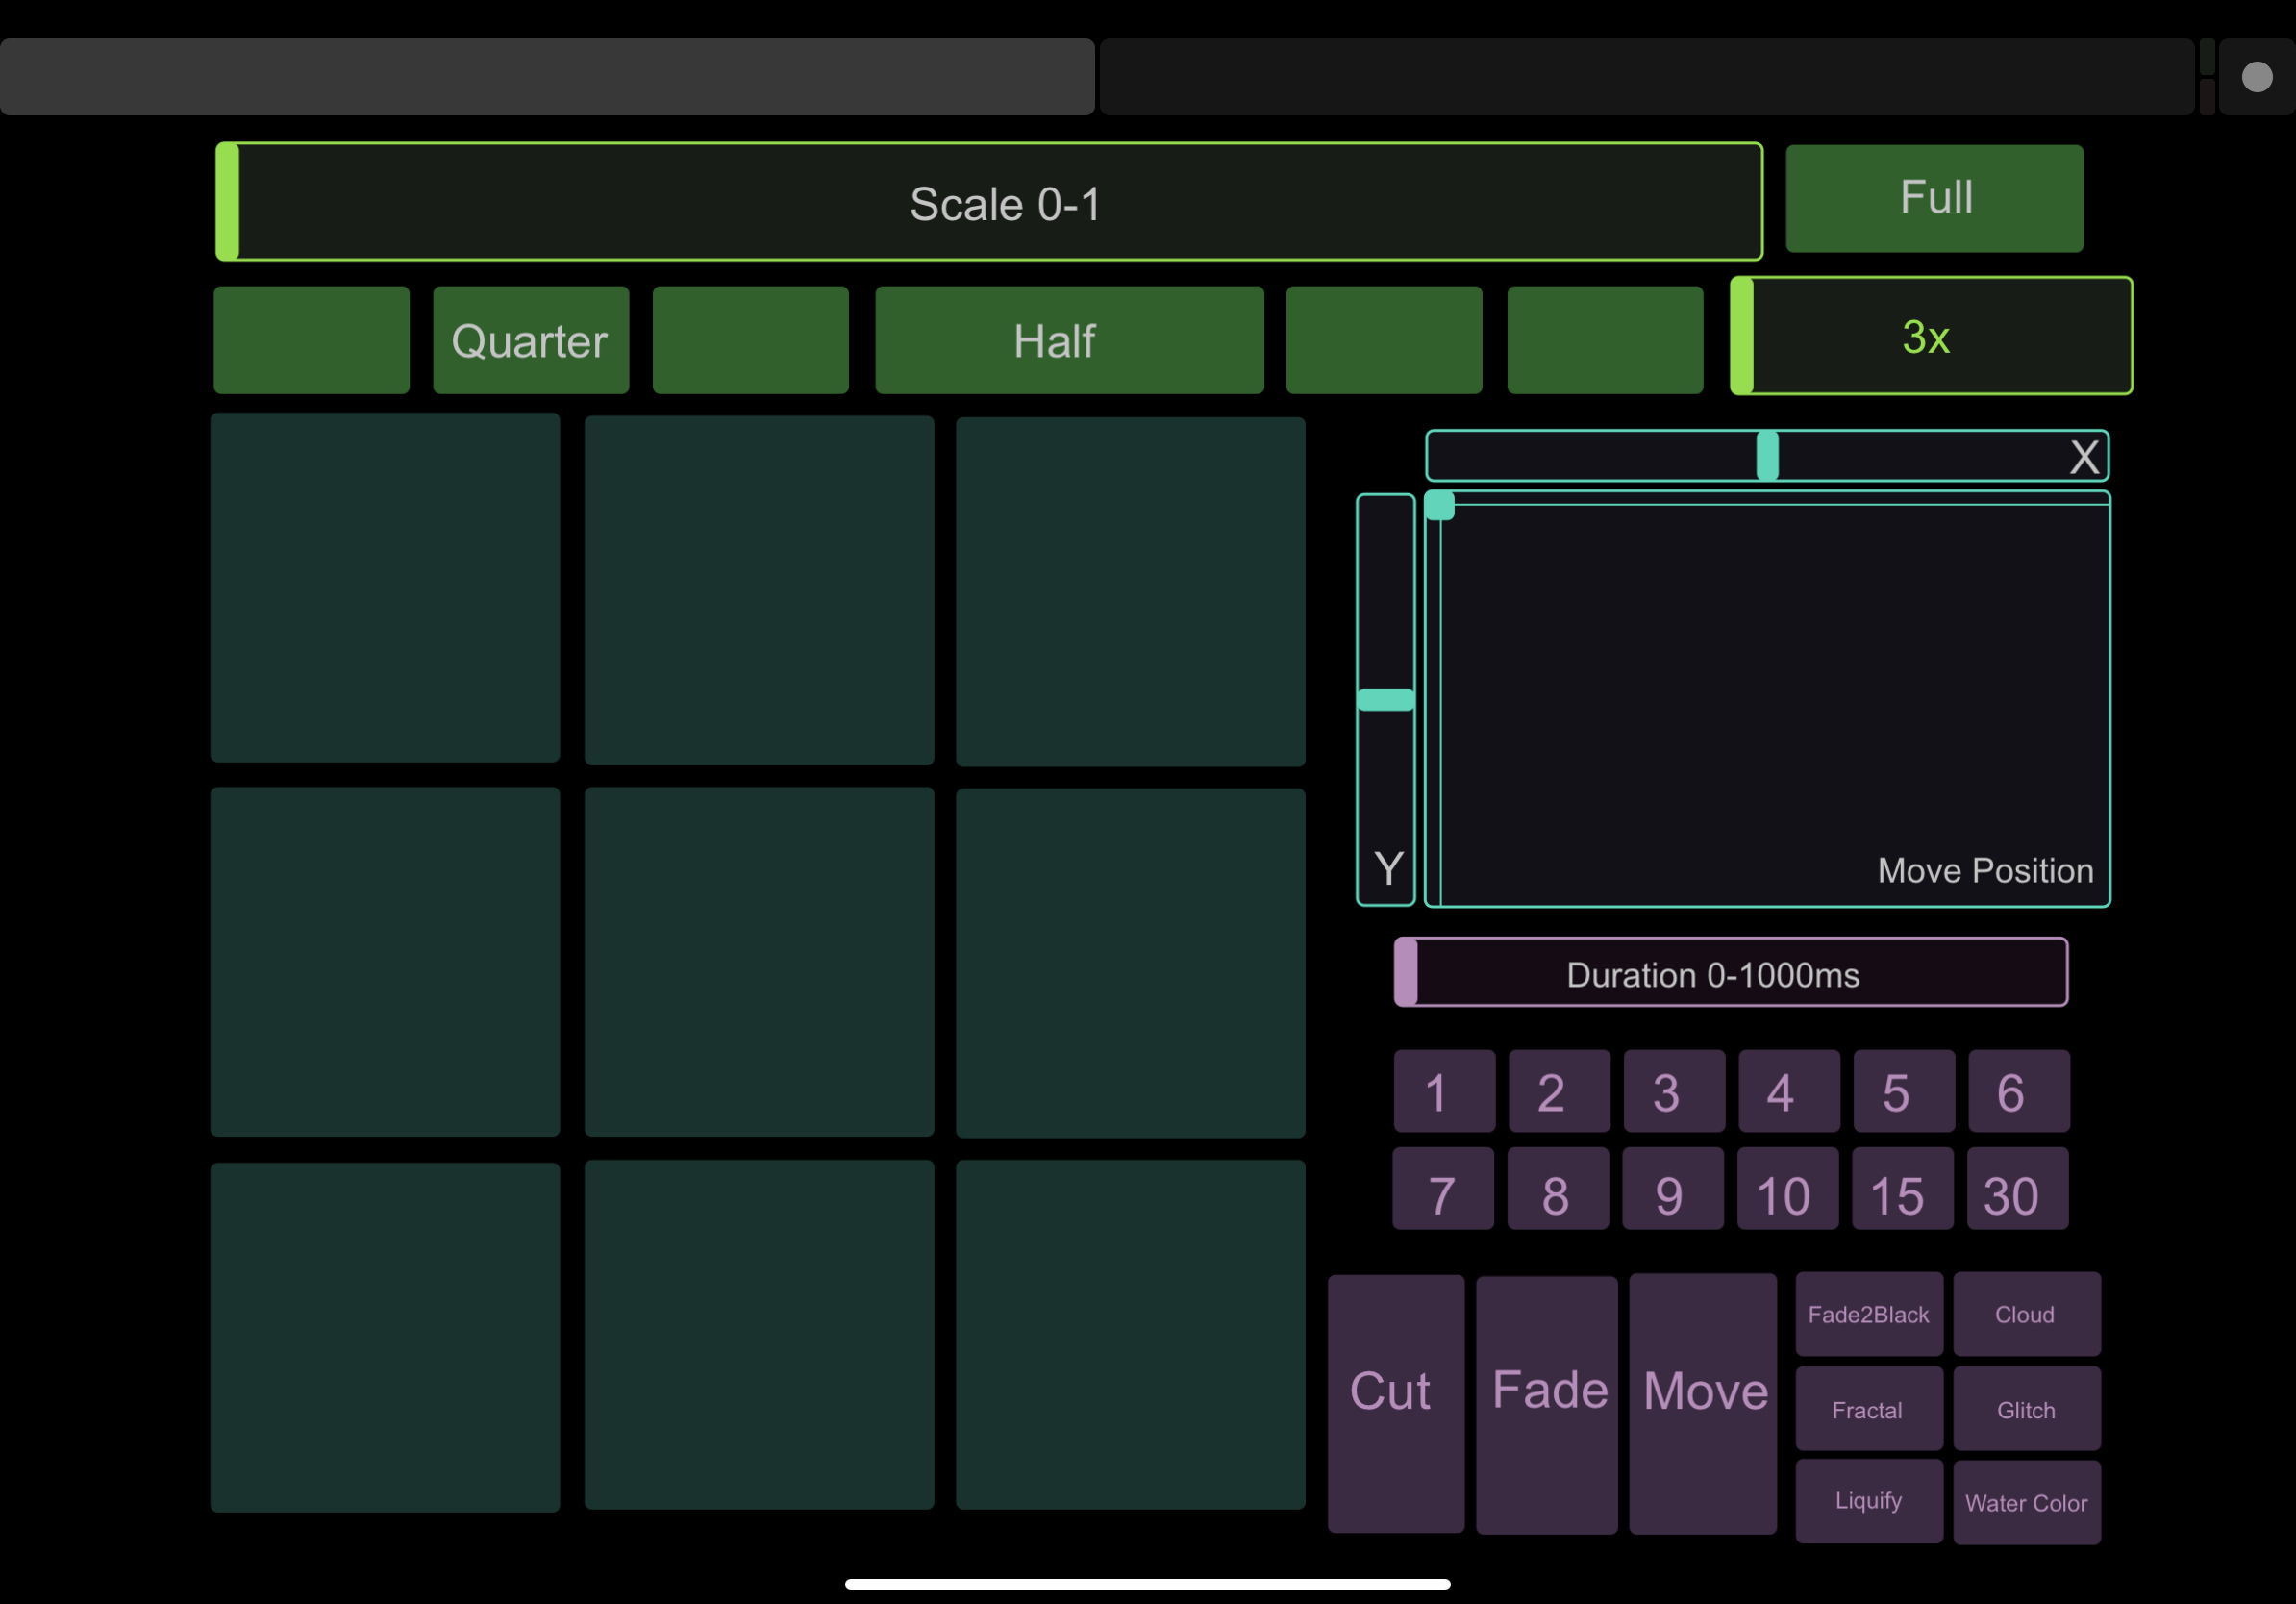 Scale 0-1
Full
Quarter
Half
3x
X
Y
Move Position
Duration 0-1000ms
1 2 3 4 5 6
7 8 9 10 15 30
Cut
Fade
Move
Fade2Black
Cloud
Fractal
Glitch
Liquify
Water Color